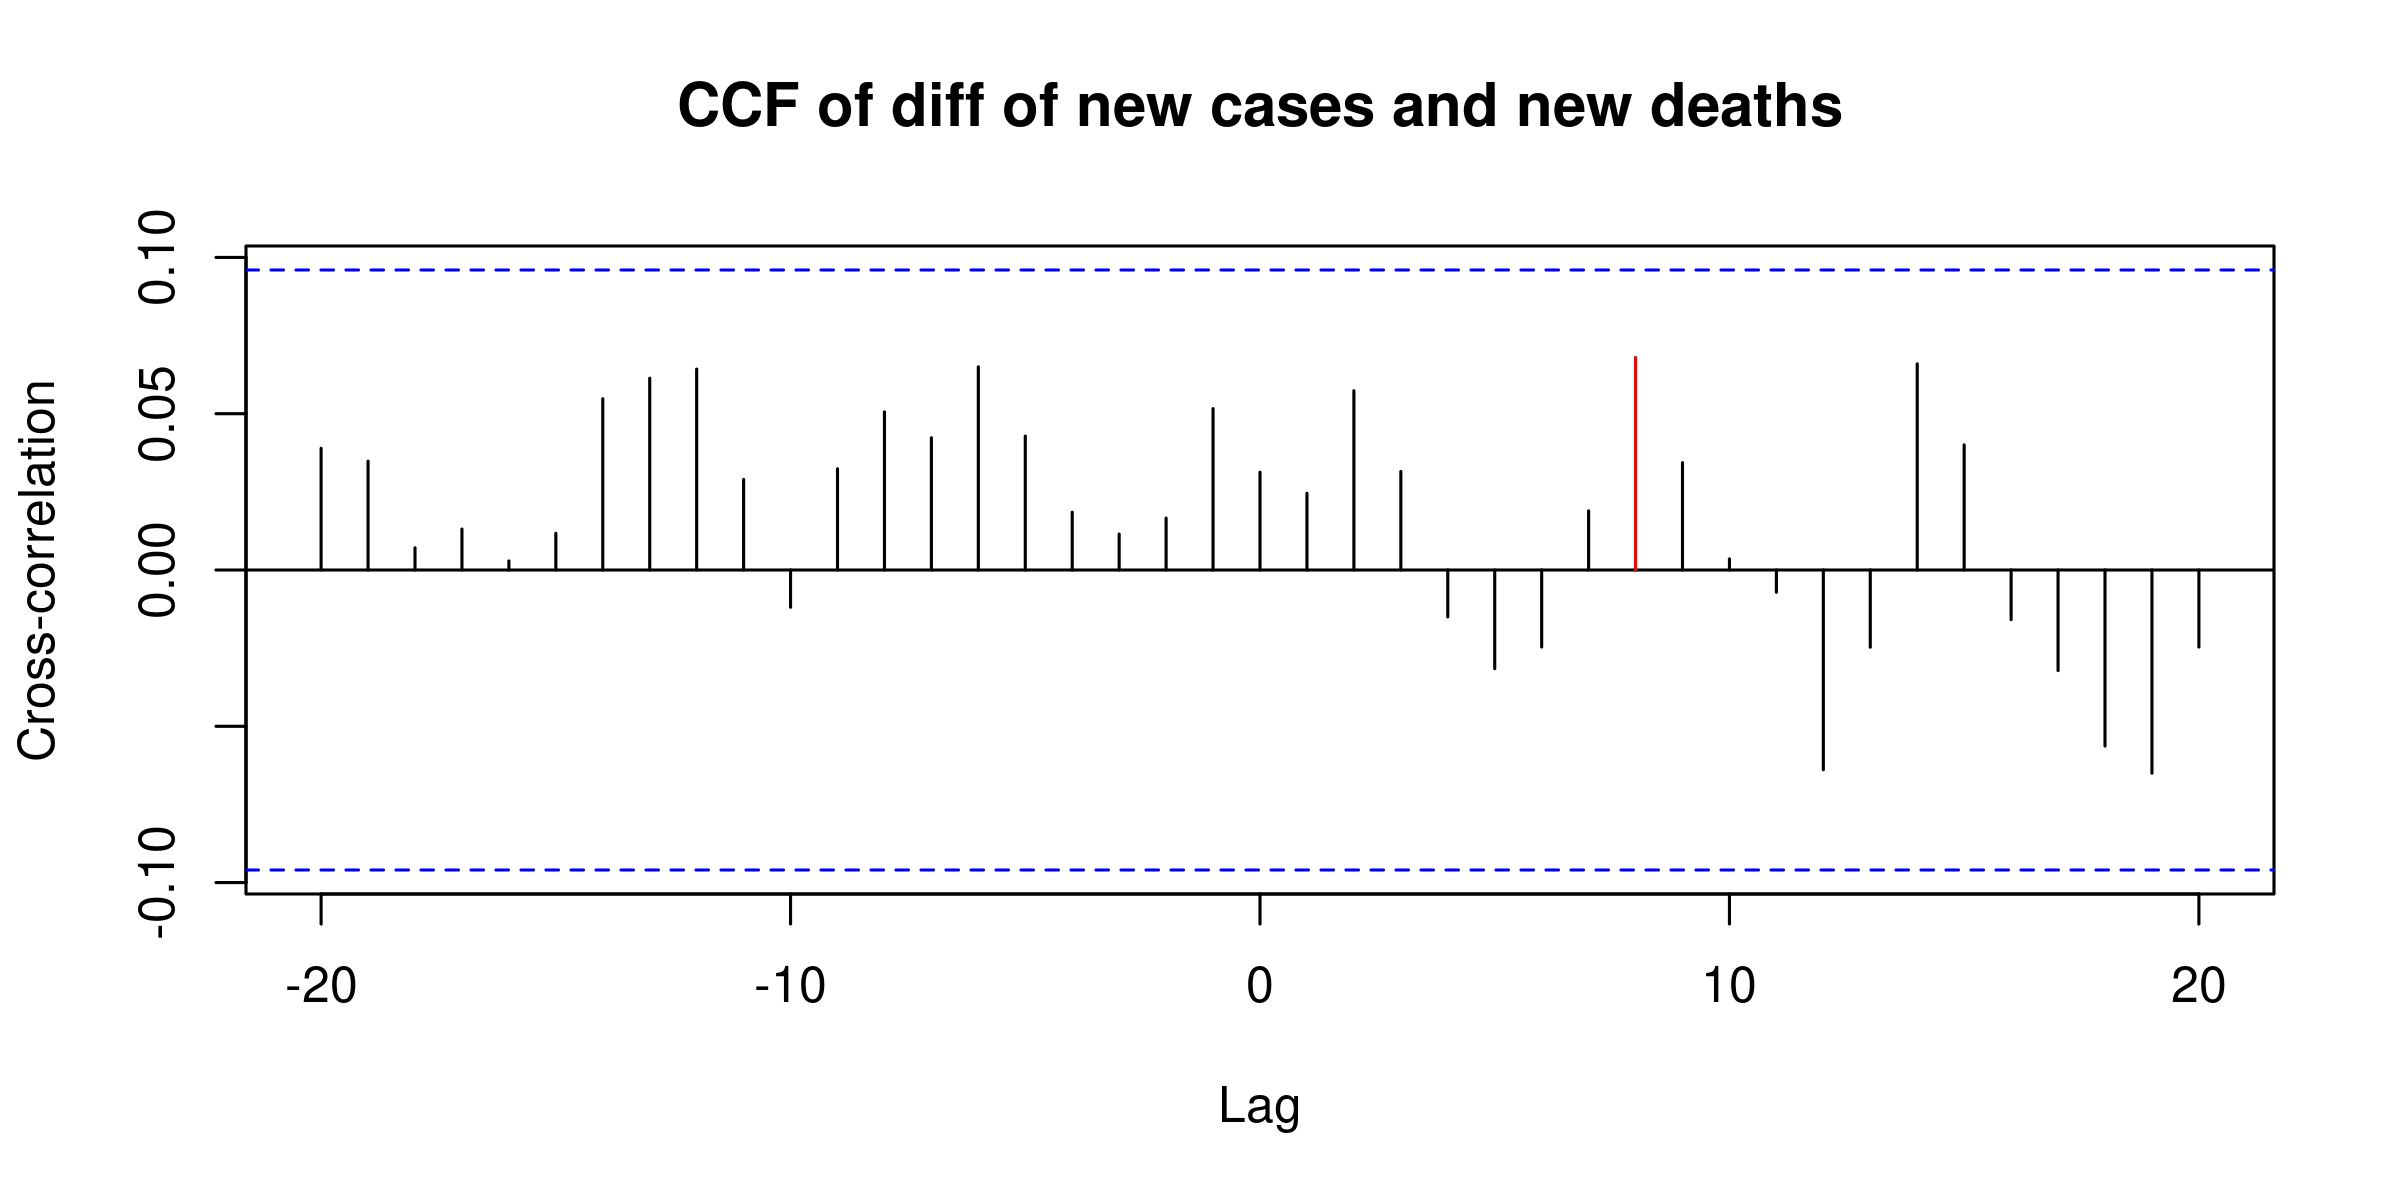 CCF of diff of new cases and new deaths
Cross-correlation
0.10
0.05
0.00
-0.10
-20 -10 0 10 20
Lag